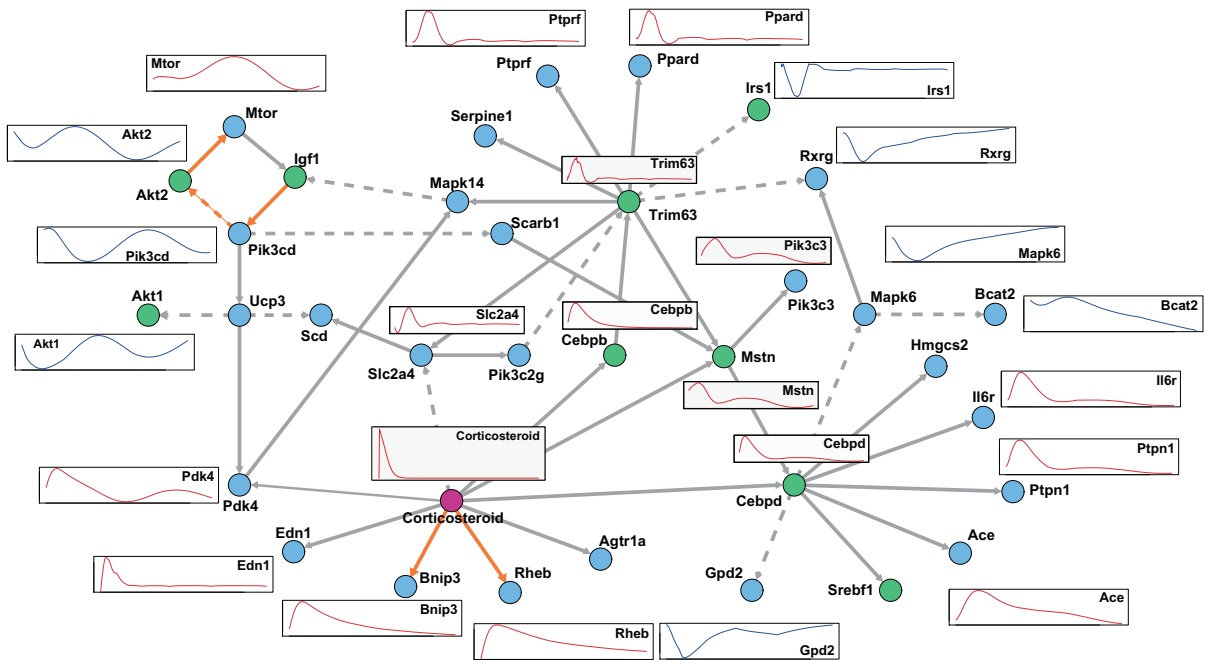 Ptprf
Ppard
Mtor
Ptprf
Ppard
Irs1
Irs1
Akt2
Mtor
Serpine1
Rxrg
Rxrg
Igf1
Trim63
Akt2
Mapk14
Trim63
Scarb1
Pik3cd
Pik3cd
Pik3c3
Mapk6
Pik3c3
Akt1
Ucp3
Mapk6
Bcat2
Bcat2
Slc2a4
Cebpb
Scd
Akt1
Cebpb
Hmgcs2
Mstn
Slc2a4
Pik3c2g
Il6r
Mstn
Il6r
Corticosteroid
Cebpd
Ptpn1
Pdk4
Ptpn1
Pdk4
Cebpd
Corticosteroid
Edn1
Agtr1a
Ace
Edn1
Bnip3
Rheb
Gpd2
Srebf1
Ace
Bnip3
Rheb
Gpd2